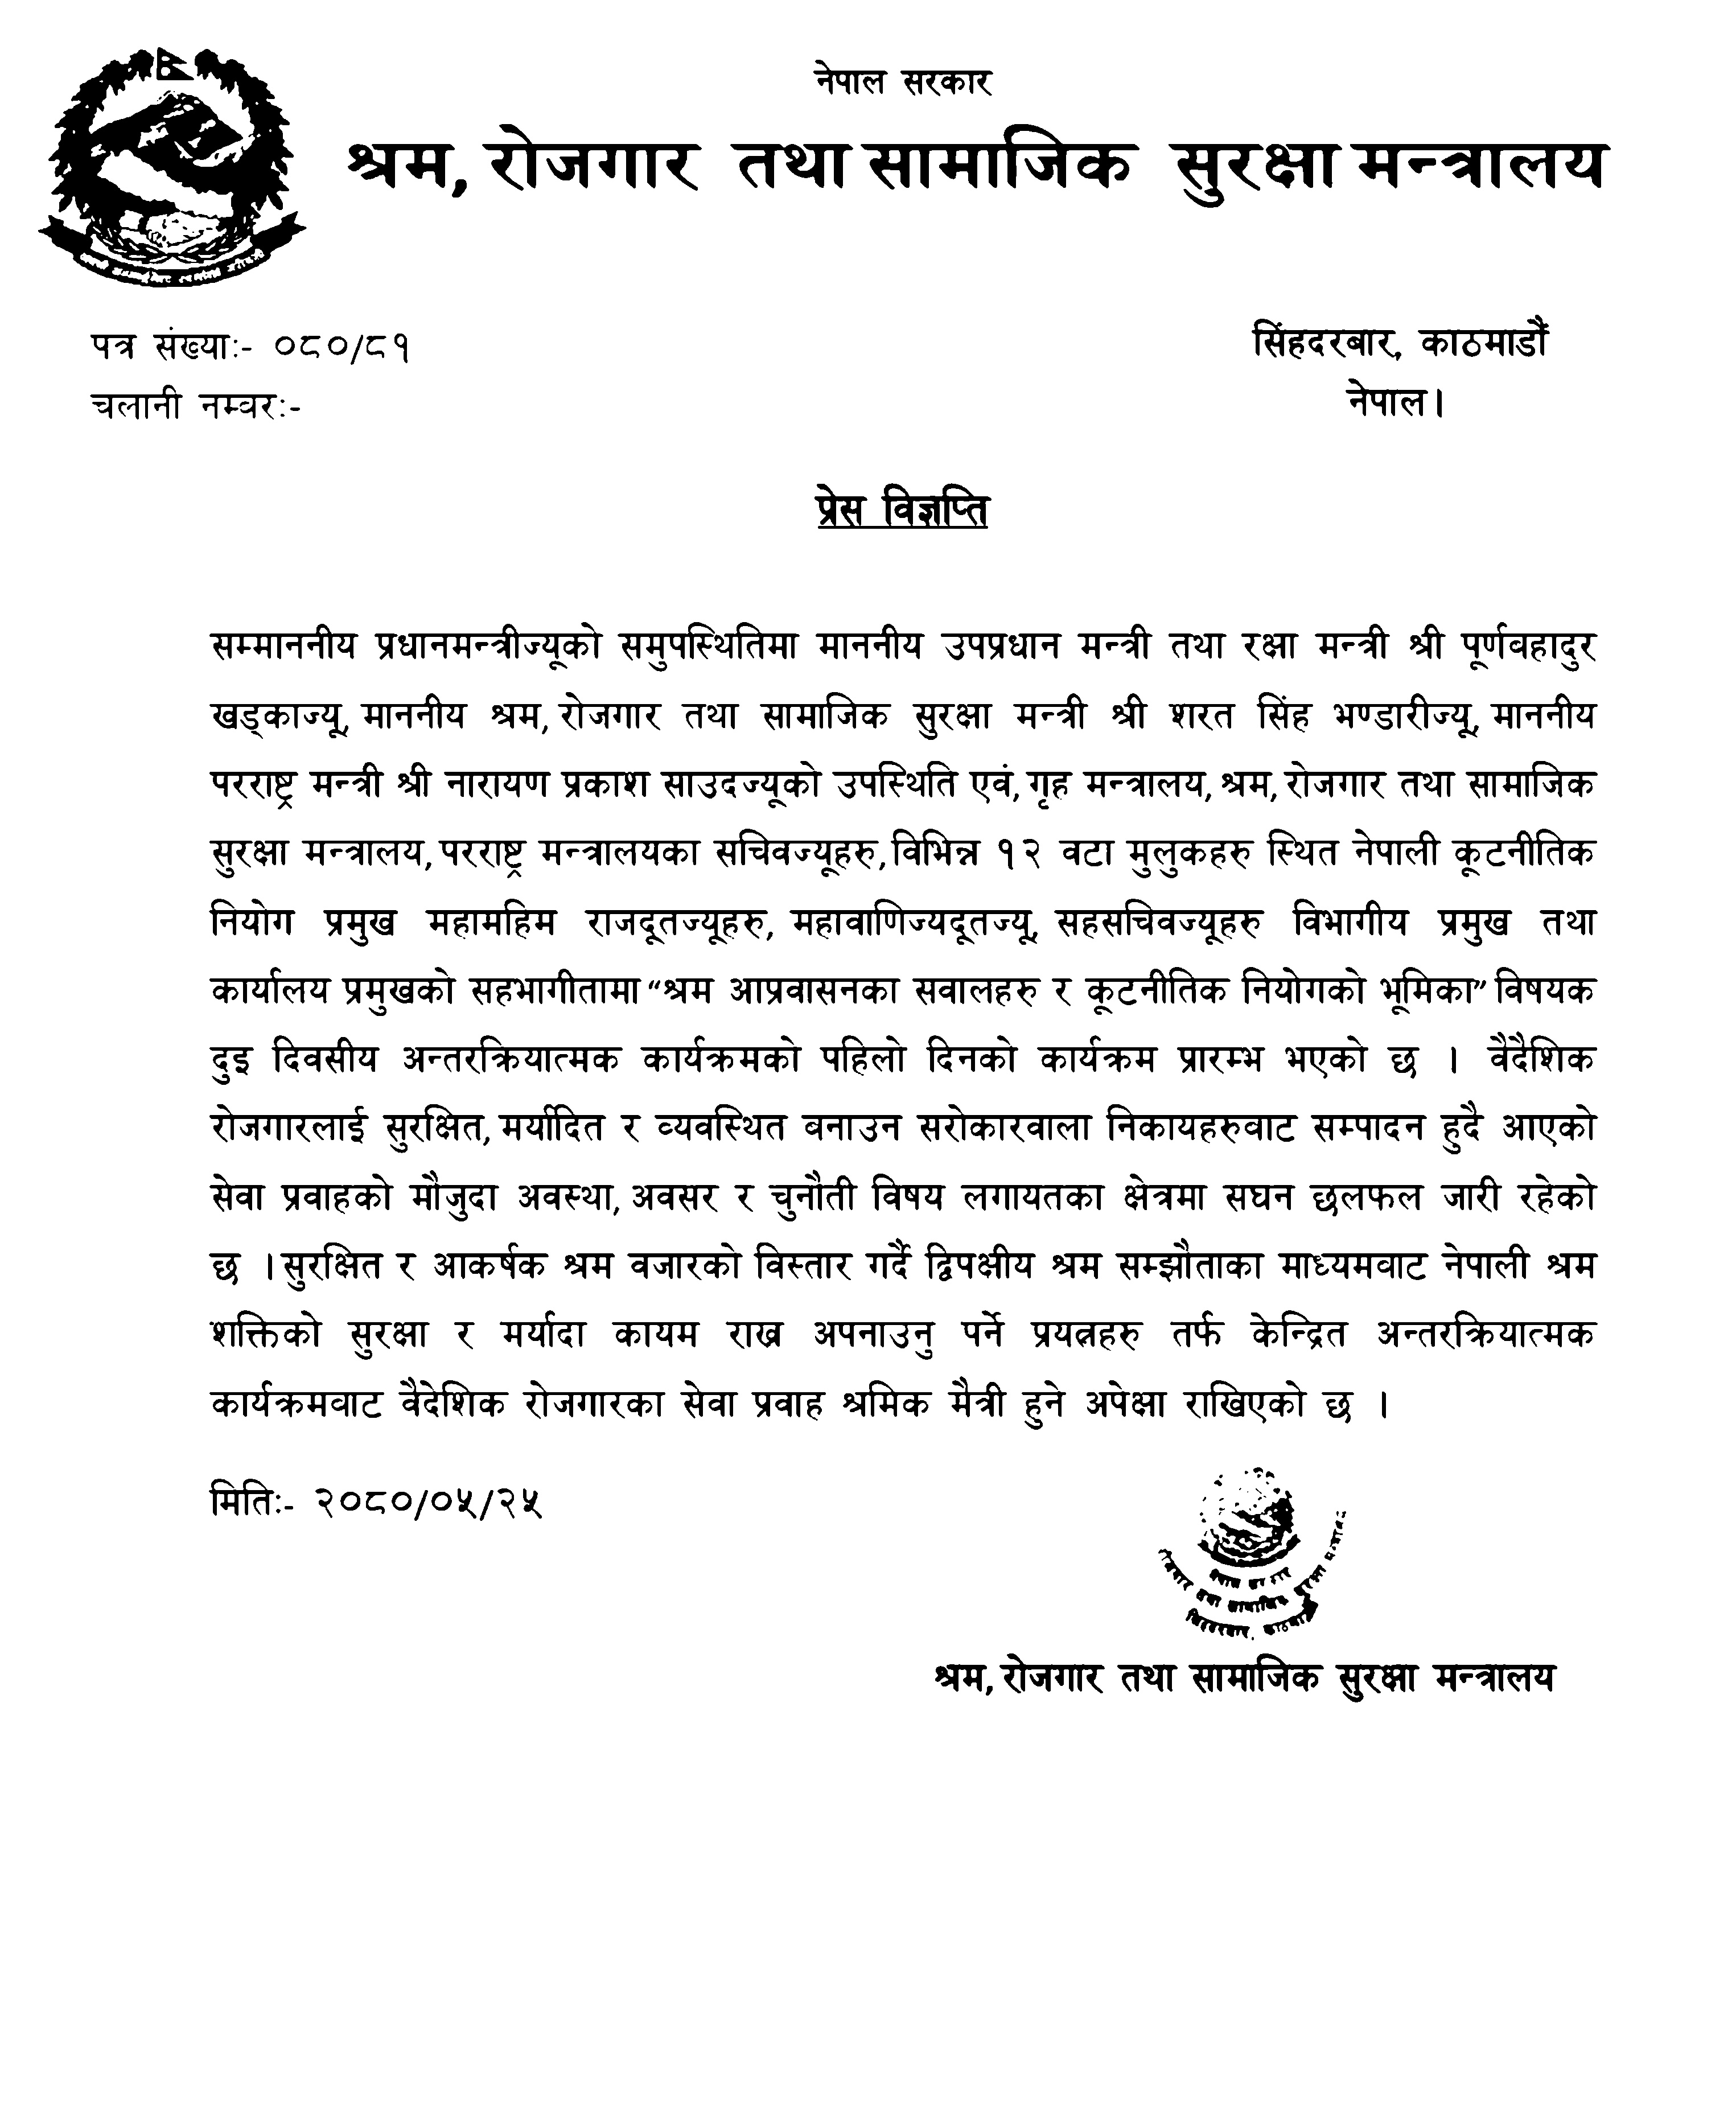 नेपाल सरकार
श्रम, रोजगार तथा सामाजिक सुरक्षा मन्त्रालय
पत्र संख्याः- ०८०/८१
सिंहदरबार, काठमाडौं
चलानी नम्वरः-
नेपाल।
प्रेस विज्ञप्ति
सम्माननीय प्रधानमन्त्रीज्यूको समुपस्थितिमा माननीय उपप्रधान मन्त्री तथा रक्षा मन्त्री श्री पूर्णवहादुर
खड्काज्यू, माननीय श्रम, रोजगार तथा सामाजिक सुरक्षा मन्त्री श्री शरत सिंह भण्डारीज्यू, माननीय
परराष्ट्र मन्त्री श्री नारायण प्रकाश साउदज्यूको उपस्थिति एवं, गृह मन्त्रालय, श्रम, रोजगार तथा सामाजिक
सुरक्षा मन्त्रालय, परराष्ट्र मन्त्रालयका सचिवज्यूहरु, विभिन्न १२ वटा मुलुकहरु स्थित नेपाली कूटनीतिक
नियोग प्रमुख महामहिम राजदूतज्यूहरु, महावाणिज्यदूतज्यू, सहसचिवज्यूहरु विभागीय प्रमुख तथा
कार्यालय प्रमुखको सहभागीतामा “श्रम आप्रवासनका सवालहरु र कूटनीतिक नियोगको भूमिका” विषयक
दुइ दिवसीय अन्तरक्रियात्मक कार्यक्रमको पहिलो दिनको कार्यक्रम प्रारम्भ भएको छ । वैदैशिक
रोजगारलाई सुरक्षित, मर्यादित र व्यवस्थित बनाउन सरोकारवाला निकायहरुवाट सम्पादन हुदै आएको
सेवा प्रवाहको मौजुदा अवस्था, अवसर र चुनौती विषय लगायतका क्षेत्रमा सघन छलफल जारी रहेको
छ । सुरक्षित र आकर्षक श्रम वजारको विस्तार गर्दै द्विपक्षीय श्रम सम्झौताका माध्यमवाट नेपाली श्रम
शक्तिको सुरक्षा र मर्यादा कायम राख्न अपनाउनु पर्ने प्रयत्नहरु तर्फ केन्द्रित अन्तरक्रियात्मक
कार्यक्रमवाट वैदेशिक रोजगारका सेवा प्रवाह श्रमिक मैत्री हुने अपेक्षा राखिएको छ ।
मितिः- २०८०/०५/२५
श्रम, रोजगार तथा सामाजिक सुरक्षा मन्त्रालय